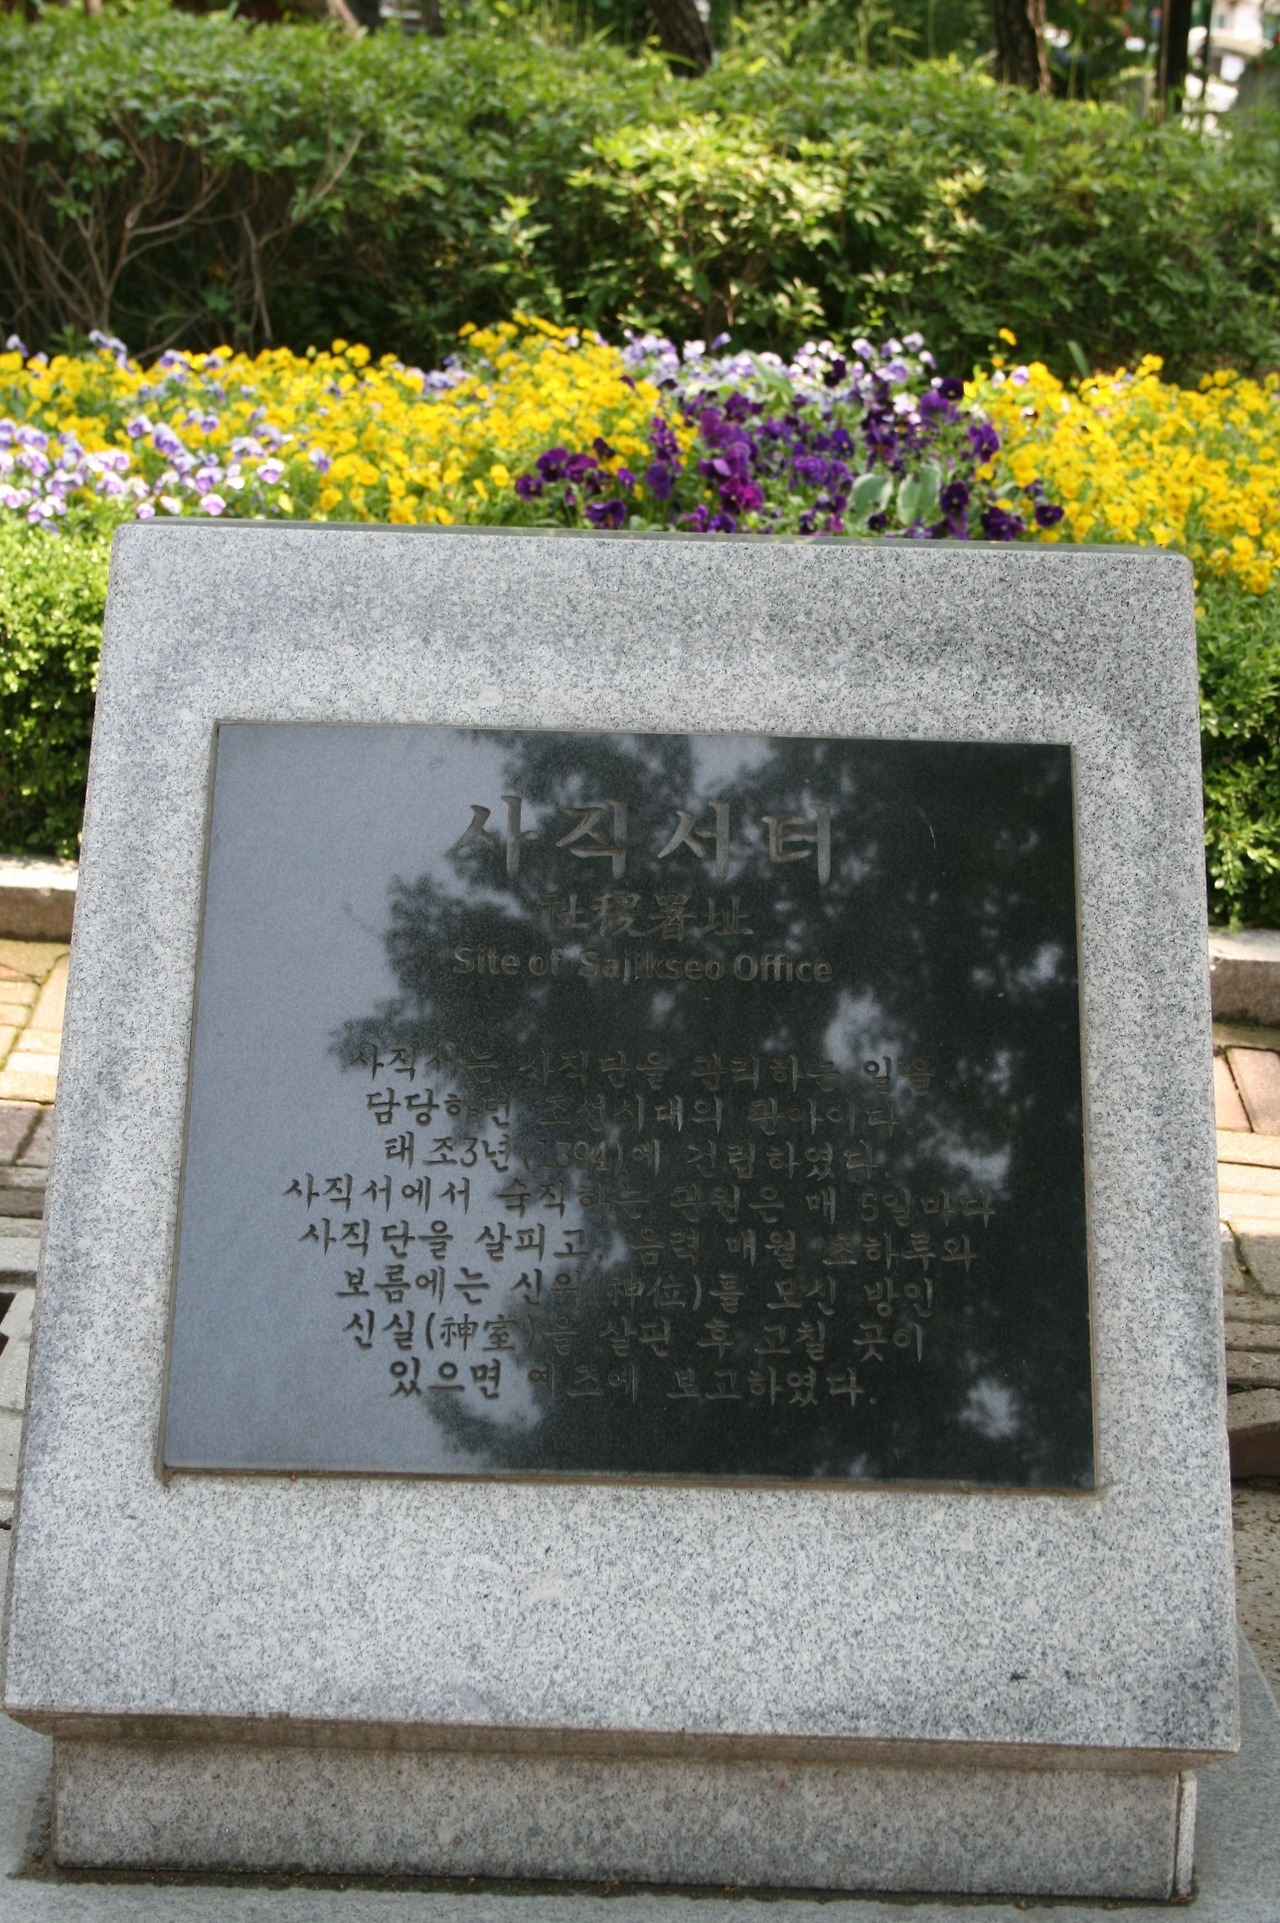 사직서터
社稷署址
Site of Sajikseo Office
사직서는 사직단을 관리하는 일을
담당하던 조선시대의 관아이다.
태조3년(1394)에 건립하였다.
사직서에서 숙직하는 관원은 매 5일마다
사직단을 살피고, 음력 매월 초하루와
보름에는 신위(神位)를 모신 방인
신실(神室)을 살핀 후 고칠 곳이
있으면 예조에 보고하였다.